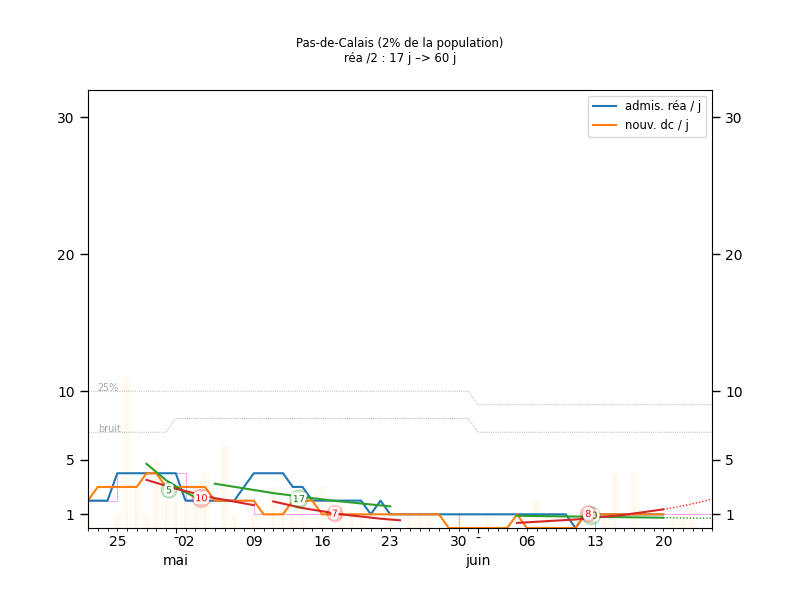 Pas-de-Calais (2% de la population)
réa /2 : 17 j –> 60 j
admis. réa / j
nouv. dc / j
30 30
20 20
10 10
5 5
1 1
25%
bruit
5 10 17 7 8
25 02 09 16 23 30 - 06 13 20
mai juin